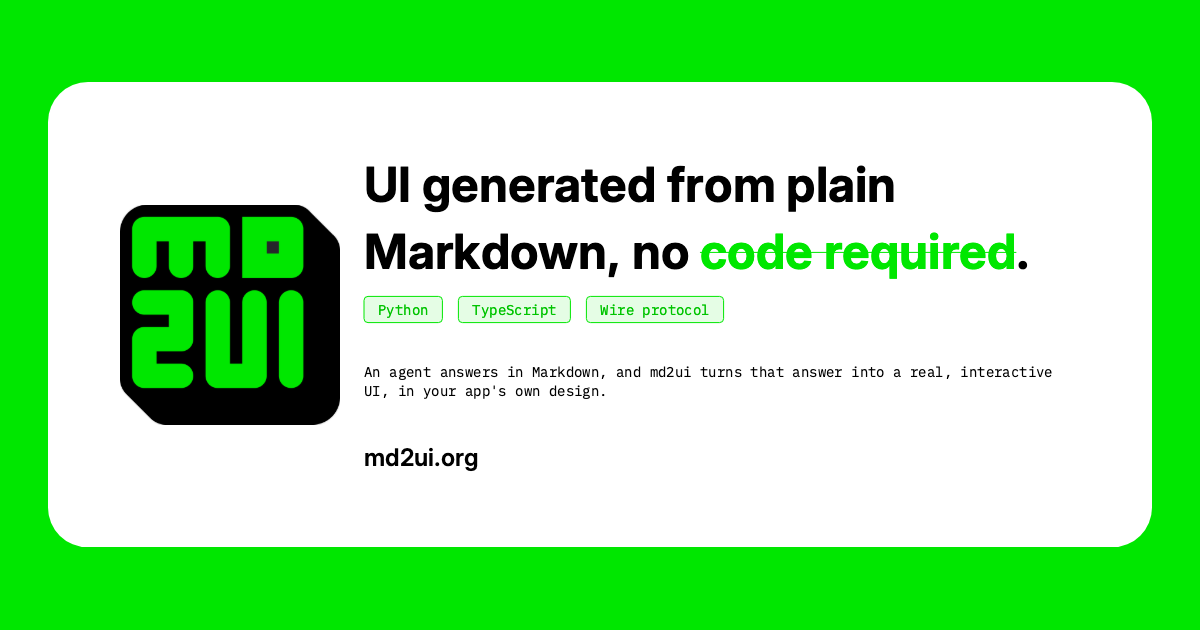 MD
2UI
UI generated from plain
Markdown, no code required.
Python TypeScript Wire protocol
An agent answers in Markdown, and md2ui turns that answer into a real, interactive
UI, in your app's own design.
md2ui.org